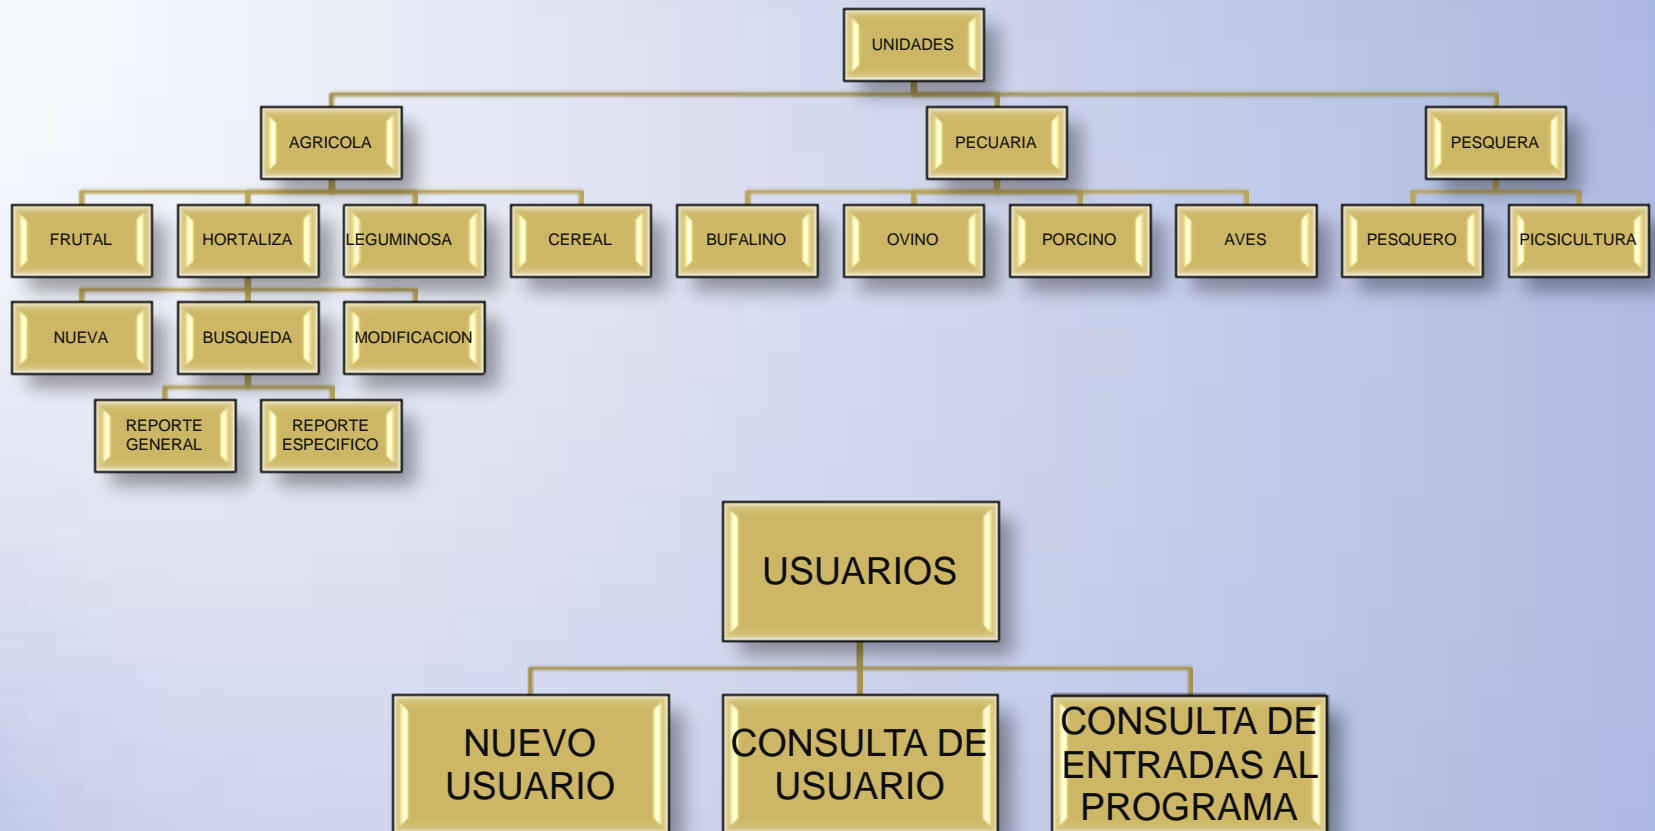 UNIDADES
AGRICOLA
PECUARIA
PESQUERA
FRUTAL
HORTALIZA
LEGUMINOSA
CEREAL
BUFALINO
OVINO
PORCINO
AVES
PESQUERO
PICSICULTURA
NUEVA
BUSQUEDA
MODIFICACION
REPORTE
GENERAL
REPORTE
ESPECIFICO
USUARIOS
NUEVO
USUARIO
CONSULTA DE
USUARIO
CONSULTA DE
ENTRADAS AL
PROGRAMA